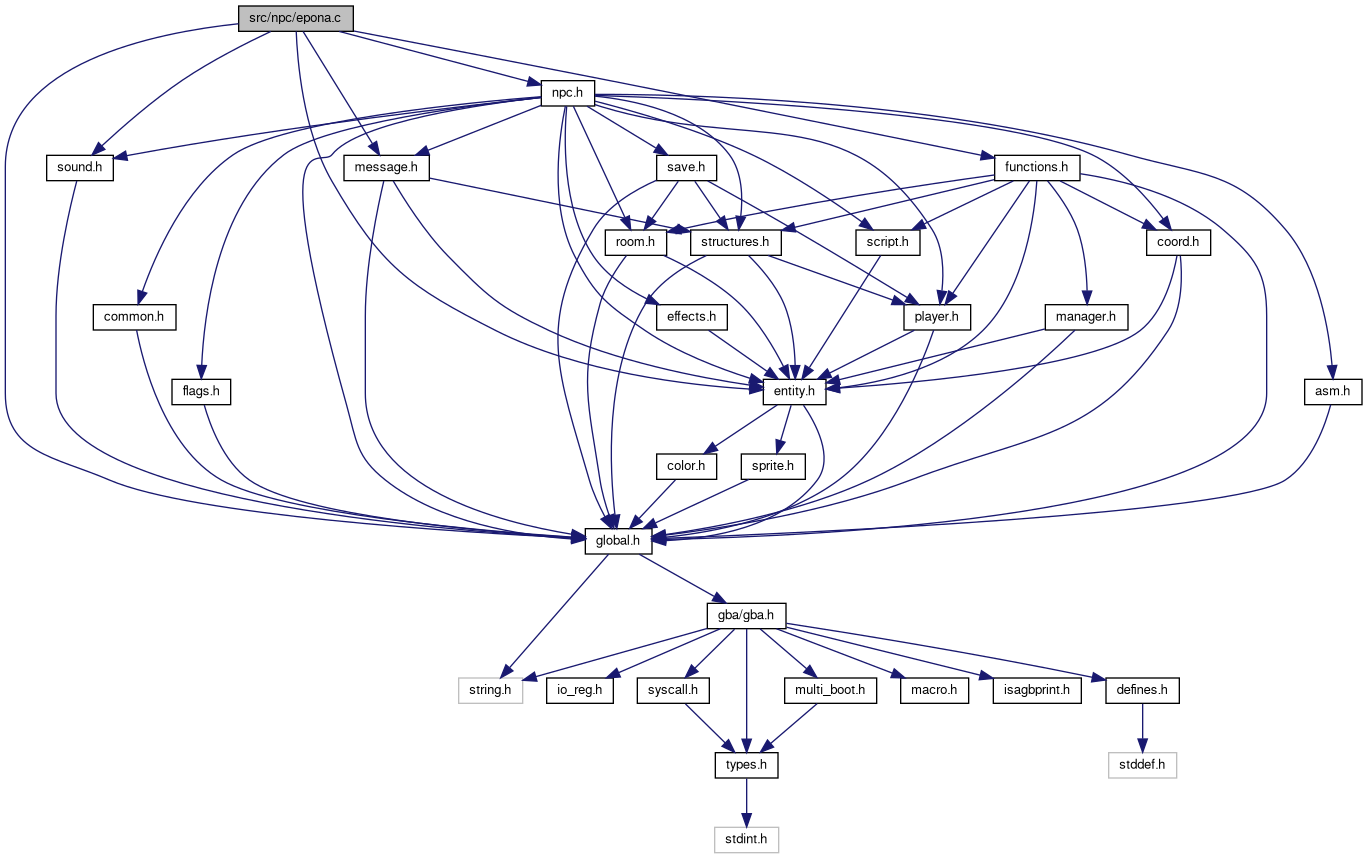 src/npc/epona.c
npc.h
sound.h
message.h
save.h
functions.h
room.h
structures.h
script.h
coord.h
common.h
effects.h
player.h
manager.h
flags.h
entity.h
asm.h
color.h
sprite.h
global.h
gba/gba.h
string.h
io_reg.h
syscall.h
multi_boot.h
macro.h
isagbprint.h
defines.h
types.h
stddef.h
stdint.h